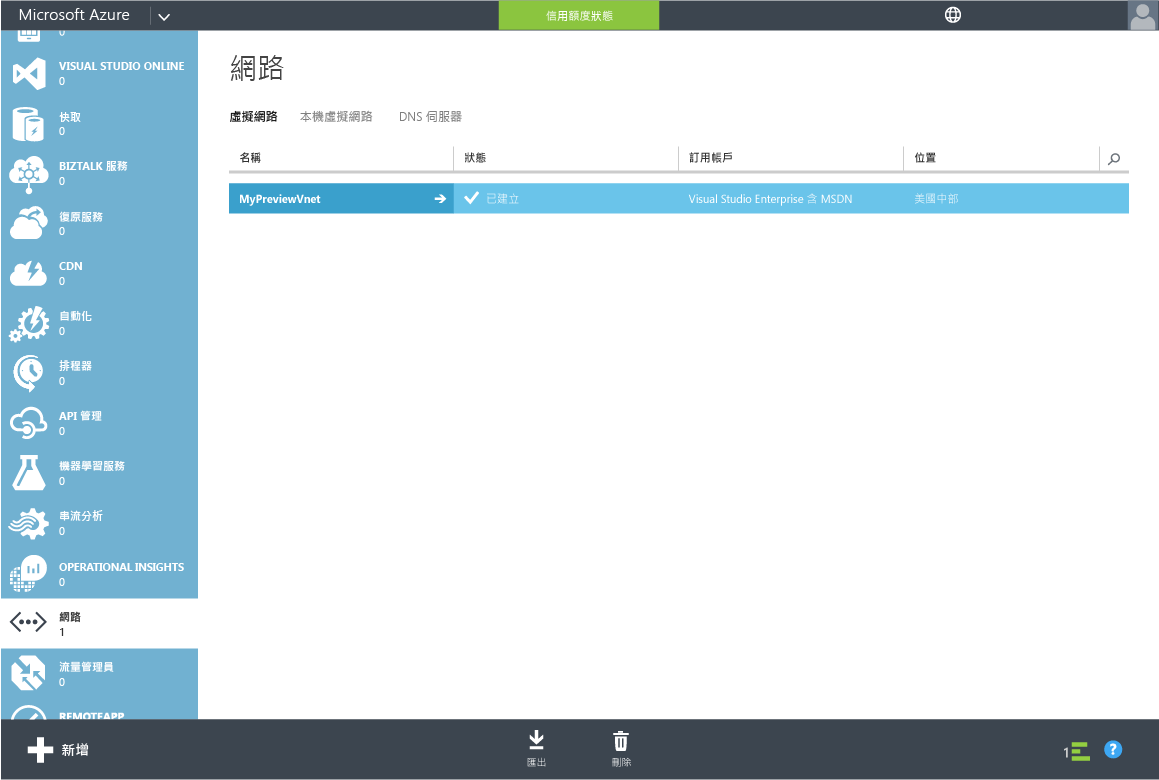 Microsoft Azure
信用額度狀態
0
VISUAL STUDIO ONLINE
0
快取
0
BIZTALK 服務
0
復原服務
0
CDN
0
自動化
0
排程器
0
API 管理
0
機器學習服務
0
串流分析
0
OPERATIONAL INSIGHTS
0
網路
1
流量管理員
0
REMOTEAPP
網路
虛擬網路 本機虛擬網路 DNS 伺服器
名稱 狀態 訂用帳戶 位置
MyPreviewVnet 已建立 Visual Studio Enterprise 含 MSDN 美國中部
新增
匯出
刪除
1
?